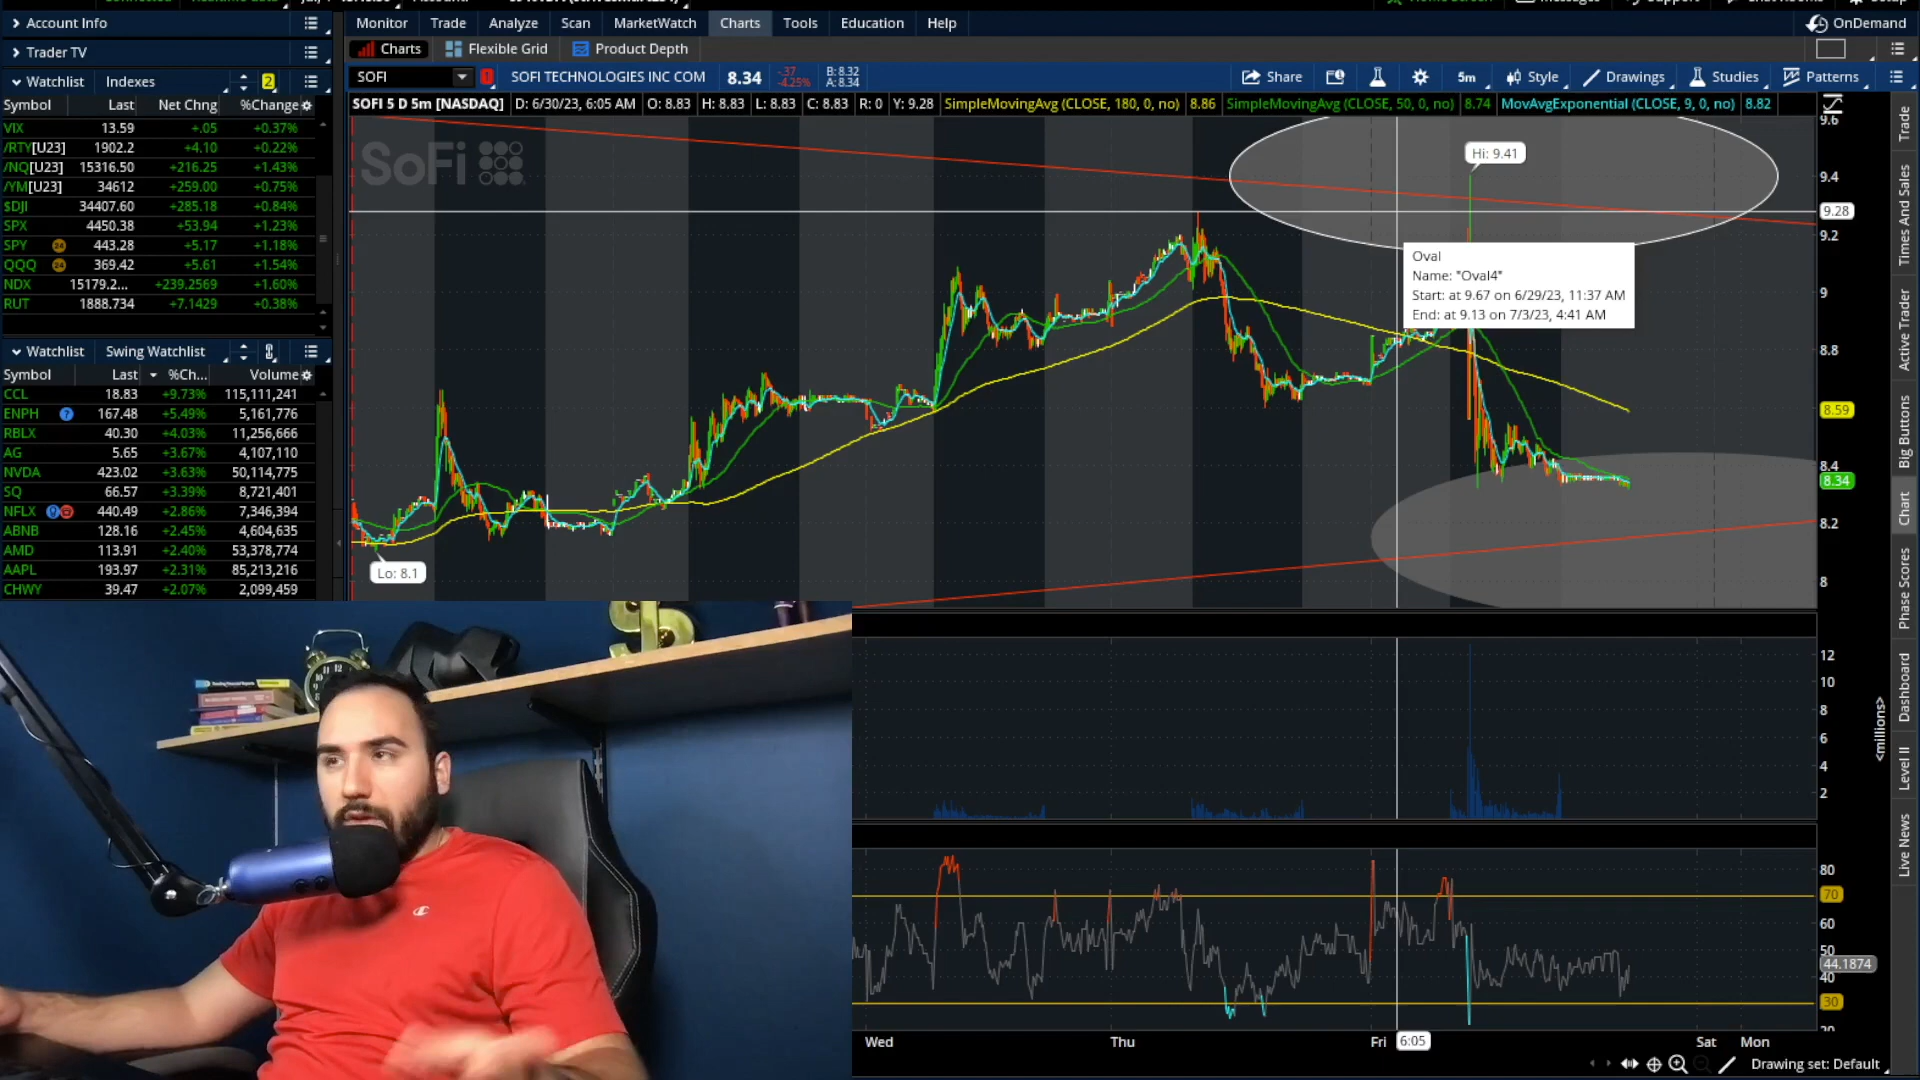 Account Info
Trader TV
Watchlist Indexes 2
Symbol Last Net Chng %Change
VIX 13.59 +.05 +0.37%
/RTY[U23] 1902.2 +4.10 +0.22%
/NQ[U23] 15316.50 +216.25 +1.43%
/YM[U23] 34612 +259.00 +0.75%
$DJI 34407.60 +285.18 +0.84%
SPX 4450.38 +53.94 +1.23%
SPY 24 443.28 +5.17 +1.18%
QQQ 24 369.42 +5.61 +1.54%
NDX 15179.2... +239.2569 +1.60%
RUT 1888.734 +7.1429 +0.38%
Watchlist Swing Watchlist
Symbol Last %Ch... Volume
CCL 18.83 +9.73% 115,111,241
ENPH ? 167.48 +5.49% 5,161,776
RBLX 40.30 +4.03% 11,256,666
AG 5.65 +3.67% 4,107,110
NVDA 423.02 +3.63% 50,114,775
SQ 66.57 +3.39% 8,721,401
NFLX 440.49 +2.86% 7,346,394
ABNB 128.16 +2.45% 4,604,635
AMD 113.91 +2.40% 53,378,774
AAPL 193.97 +2.31% 85,213,216
CHWY 39.47 +2.07% 2,099,459
Monitor Trade Analyze Scan MarketWatch Charts Tools Education Help
OnDemand
Charts Flexible Grid Product Depth
SOFI SOFI TECHNOLOGIES INC COM 8.34 -.37 -4.25% B: 8.32 A: 8.34
Share 5m Style Drawings Studies Patterns
SOFI 5 D 5m [NASDAQ] D: 6/30/23, 6:05 AM O: 8.83 H: 8.83 L: 8.83 C: 8.83 R: 0 Y: 9.28 SimpleMovingAvg (CLOSE, 180, 0, no) 8.86 SimpleMovingAvg (CLOSE, 50, 0, no) 8.74 MovAvgExponential (CLOSE, 9, 0, no) 8.82
SoFi
Hi: 9.41
Oval
Name: "Oval4"
Start: at 9.67 on 6/29/23, 11:37 AM
End: at 9.13 on 7/3/23, 4:41 AM
Lo: 8.1
9.6
9.4
9.28
9.2
9
8.8
8.59
8.4
8.34
8.2
8
12
10
8
6
4
2
<millions>
80
70
60
50
44.1874
40
30
20
Wed Thu Fri 6:05 Sat Mon
Drawing set: Default
Trade
Times And Sales
Active Trader
Big Buttons
Chart
Phase Scores
Dashboard
Level II
Live News